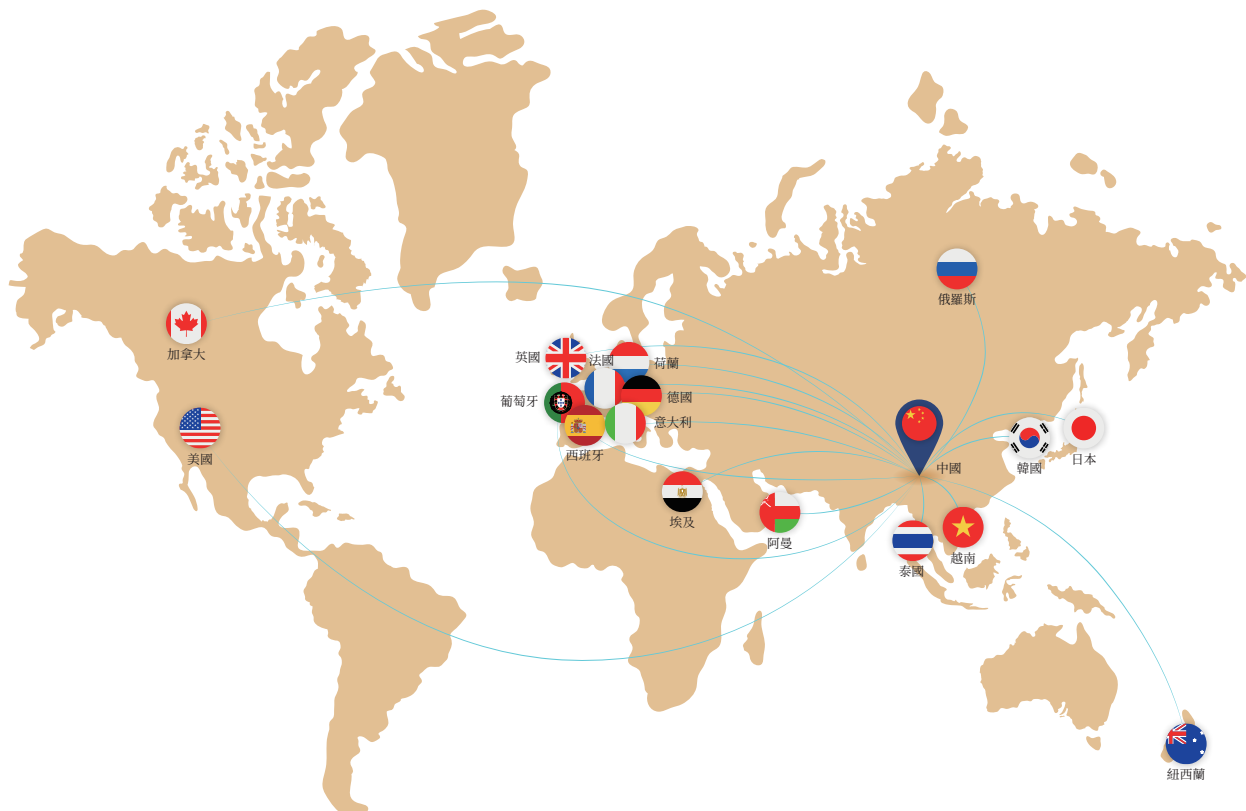 俄羅斯
加拿大
英國
法國
荷蘭
葡萄牙
德國
意大利
美國
西班牙
中國
韓國
日本
埃及
阿曼
越南
泰國
紐西蘭